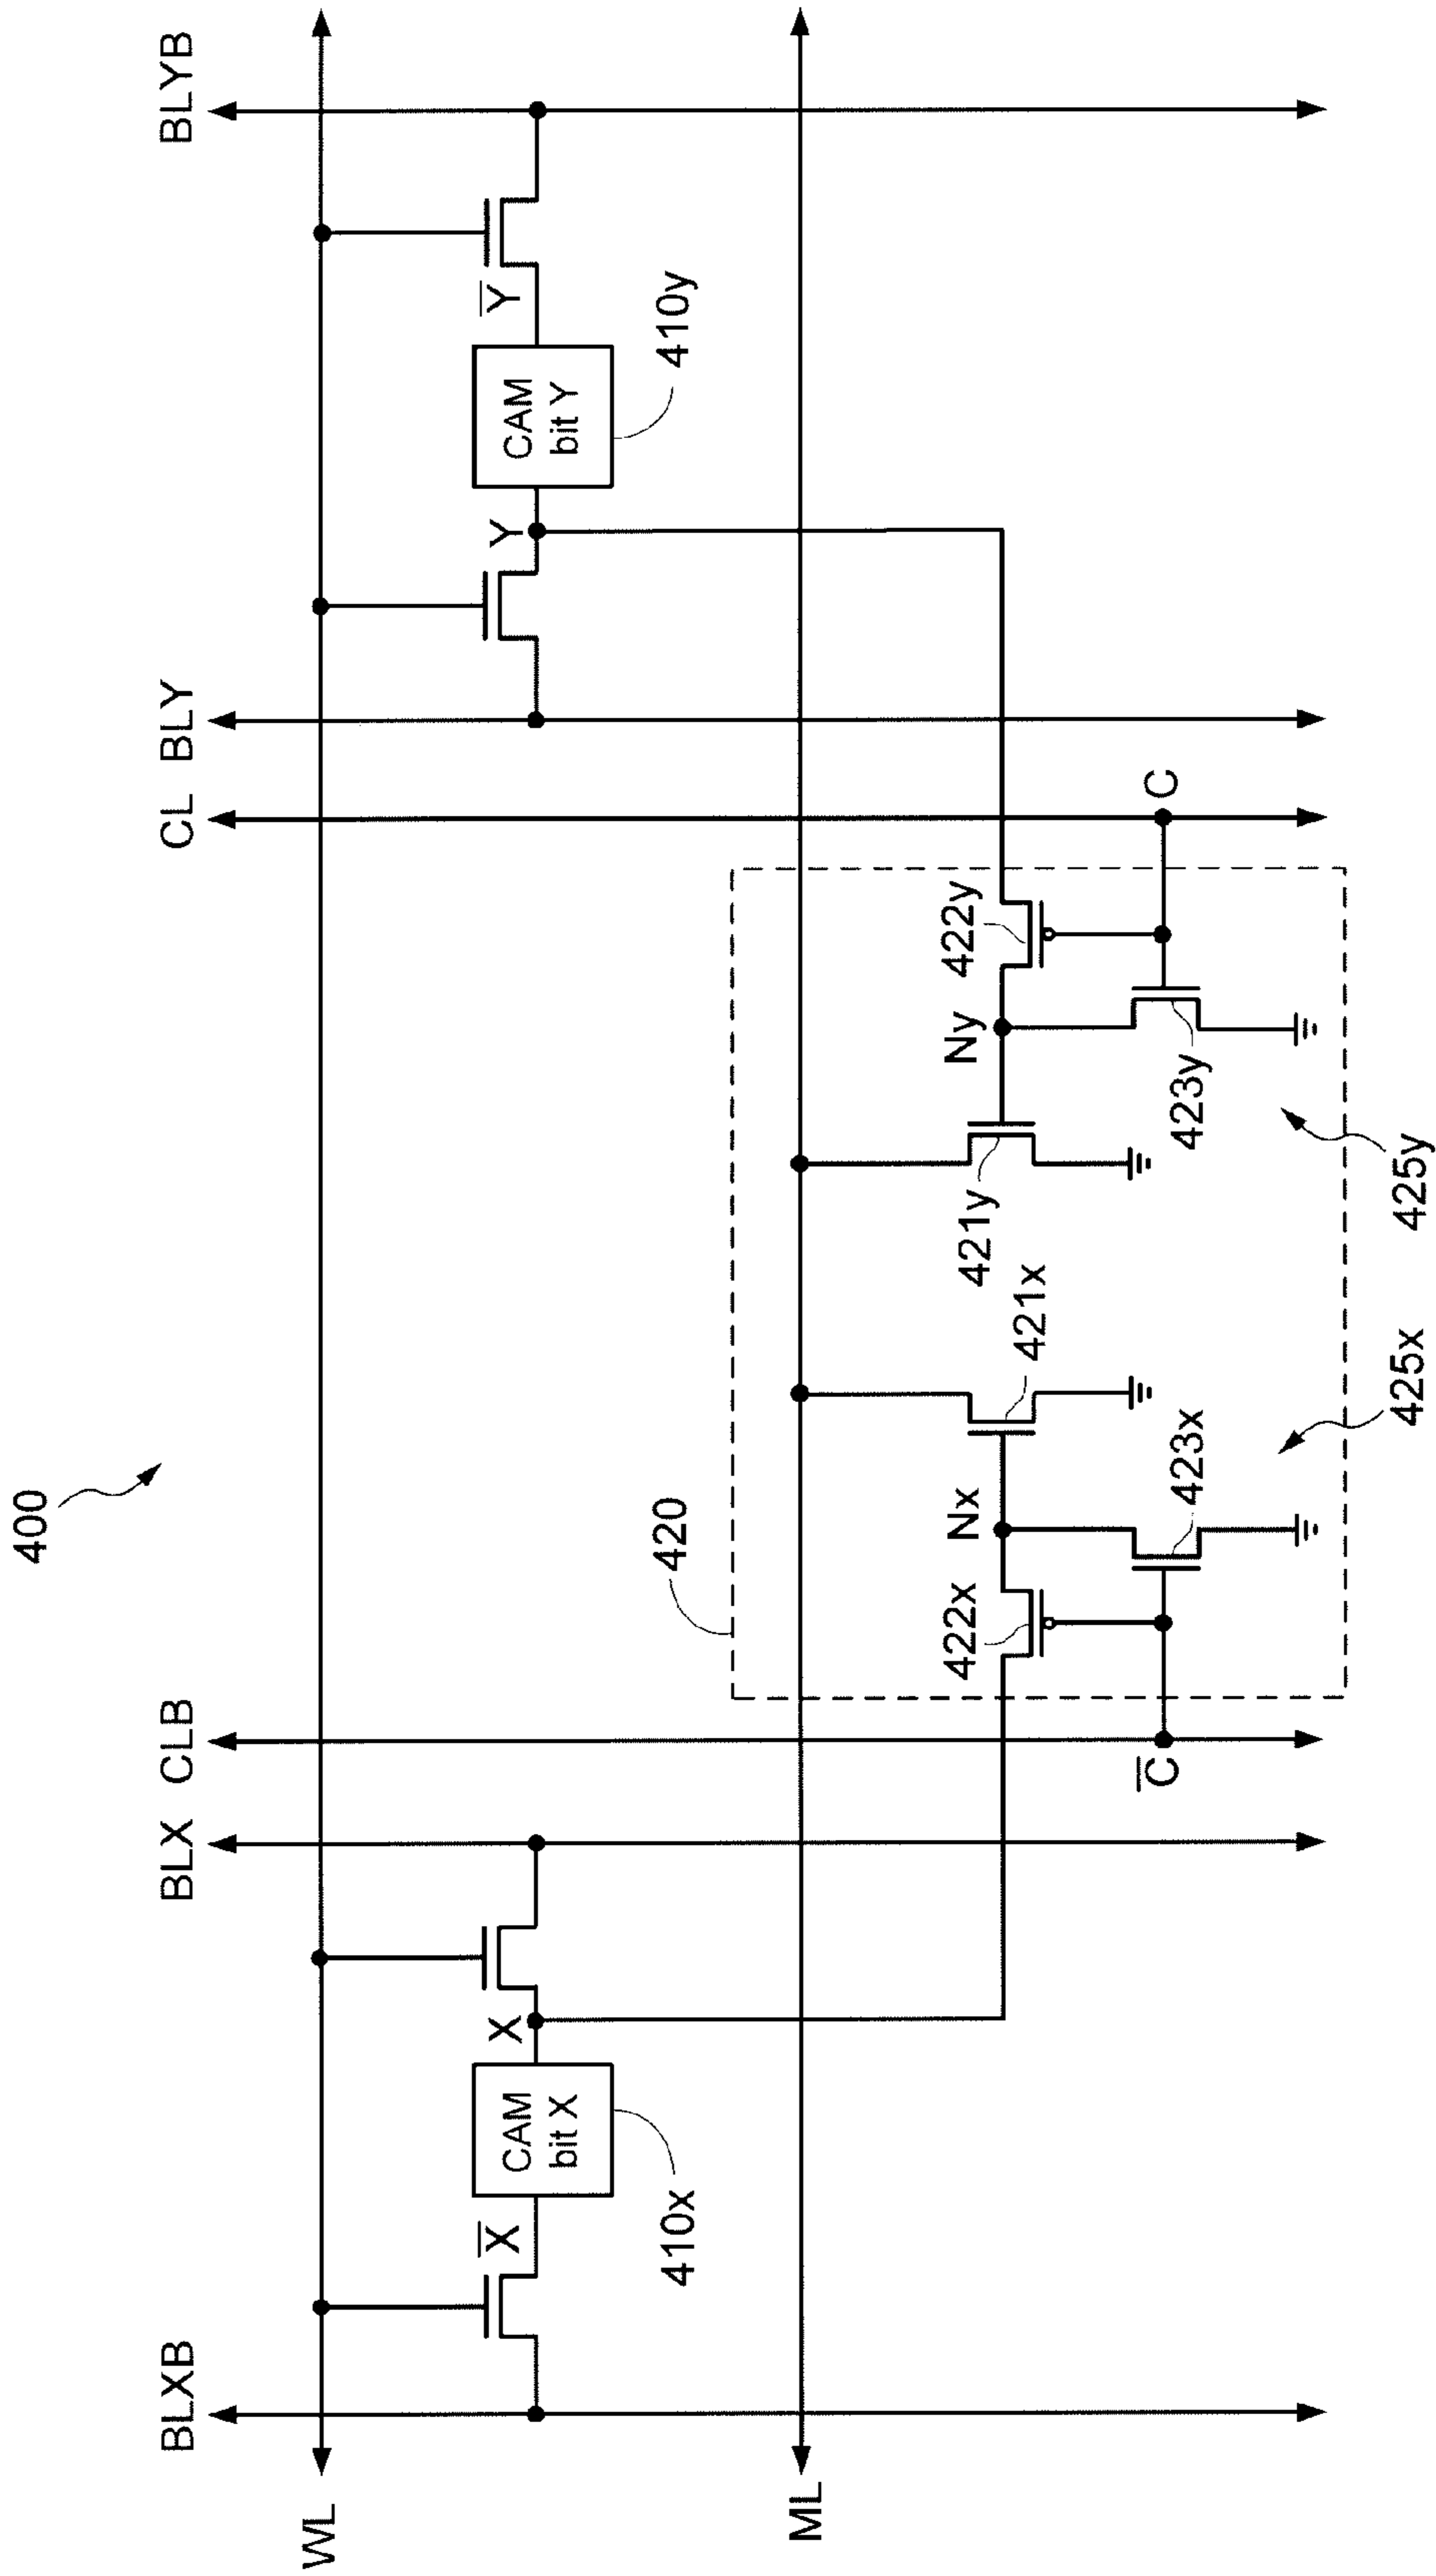 400
BLXB
BLX
CLB
CL
BLY
BLYB
WL
X̅
CAM
bit X
X
410x
Y
CAM
bit Y
Y̅
410y
ML
420
422x
Nx
421x
421y
Ny
422y
C̅
423x
423y
C
425x
425y